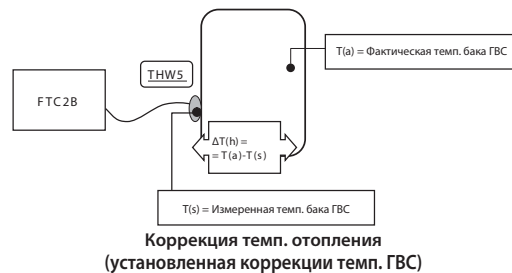 T(a) = Фактическая темп. бака ГВС
THW5
FTC2B
ΔT(h) =
= T(a)-T(s)
T(s) = Измеренная темп. бака ГВС
Коррекция темп. отопления
(установленная коррекции темп. ГВС)